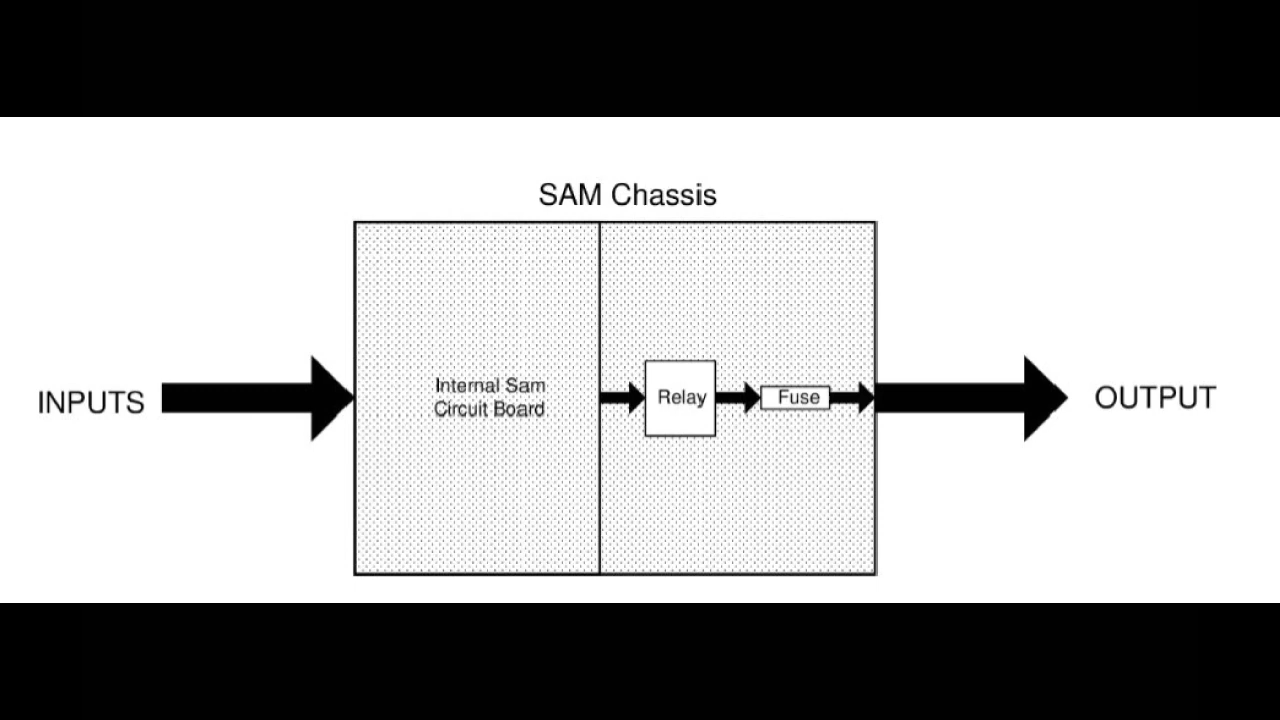 SAM Chassis
INPUTS
Internal Sam
Circuit Board
Relay
Fuse
OUTPUT